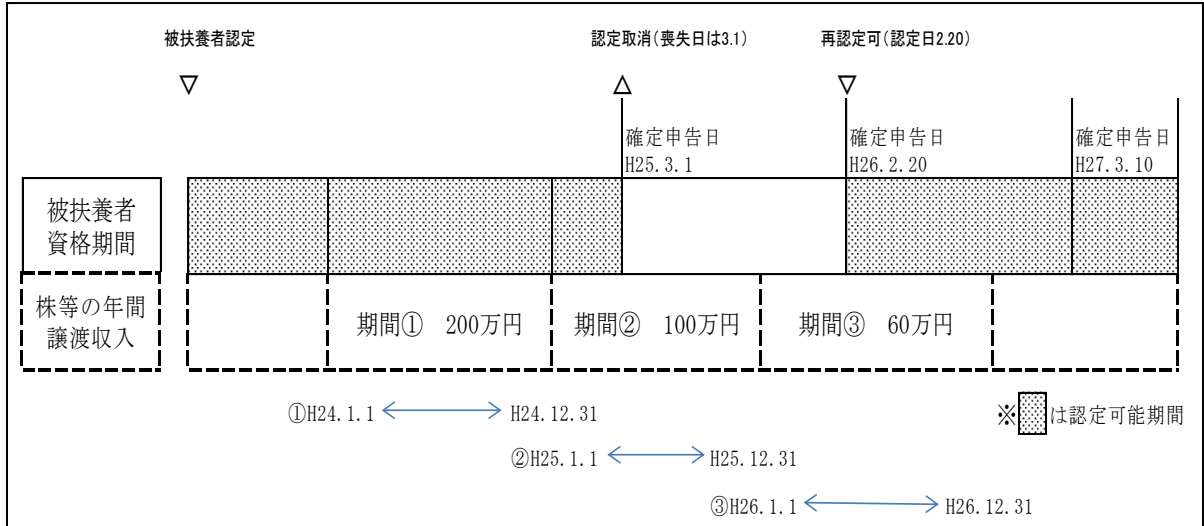 被扶養者認定
認定取消(喪失日は3.1)
再認定可(認定日2.20)
▽
△
▽
確定申告日
H25.3.1
確定申告日
H26.2.20
確定申告日
H27.3.10
被扶養者
資格期間
株等の年間
譲渡収入
期間① 200万円
期間② 100万円
期間③ 60万円
①H24.1.1
H24.12.31
※
は認定可能期間
②H25.1.1
H25.12.31
③H26.1.1
H26.12.31